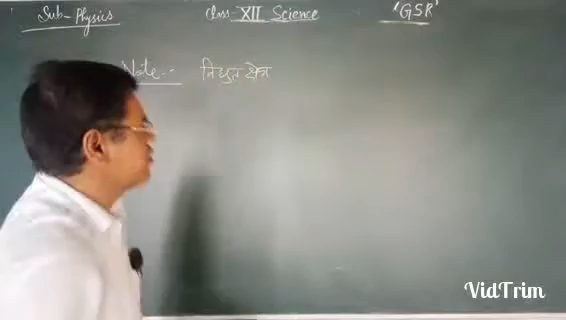 Sub- Physics Class- XII Science 'GSR'
Note:- विद्युत क्षेत्र
VidTrim